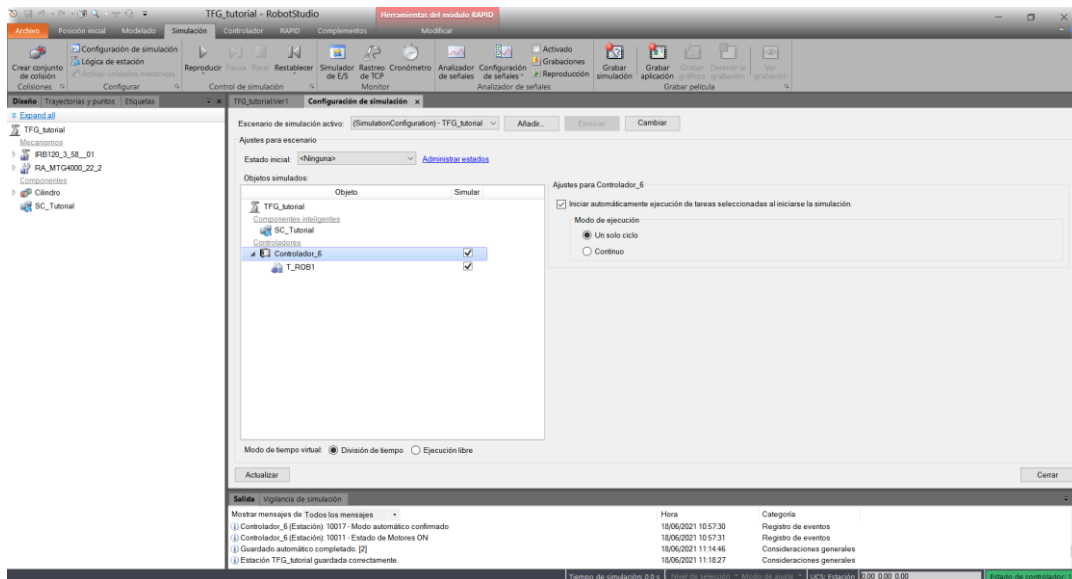 TFG_tutorial - RobotStudio
Herramientas del módulo RAPID
Archivo Posición inicial Modelado Simulación Controlador RAPID Complementos Modificar
Crear conjunto de colisión
Configuración de simulación
Lógica de estación
Activar unidades mecánicas
Reproducir Pausa Parar Restablecer
Simulador de E/S
Rastreo de TCP
Cronómetro
Analizador de señales
Configuración de señales
Activado
Grabaciones
Reproducción
Grabar simulación
Grabar aplicación
Grabar gráficos
Detener la grabación
Ver grabación
Colisiones Configurar Control de simulación Monitor Analizador de señales Grabar película
Diseño Trayectorias y puntos Etiquetas
Expand all
TFG_tutorial
Mecanismos
IRB120_3_58__01
RA_MTG4000_22_2
Componentes
Cilindro
SC_Tutorial
TFG_tutorial:Ver1 Configuración de simulación x
Escenario de simulación activo: (SimulationConfiguration) - TFG_tutorial Añadir.. Eliminar Cambiar
Ajustes para escenario
Estado inicial: <Ninguna> Administrar estados
Objetos simulados:
Objeto Simular
TFG_tutorial
Componentes inteligentes
SC_Tutorial
Controladores
Controlador_6
T_ROB1
Ajustes para Controlador_6
Iniciar automáticamente ejecución de tareas seleccionadas al iniciarse la simulación.
Modo de ejecución
Un solo ciclo
Continuo
Modo de tiempo virtual: División de tiempo Ejecución libre
Actualizar Cerrar
Salida Vigilancia de simulación
Mostrar mensajes de Todos los mensajes Hora Categoría
Controlador_6 (Estación): 10017 - Modo automático confirmado 18/06/2021 10:57:30 Registro de eventos
Controlador_6 (Estación): 10011 - Estado de Motores ON 18/06/2021 10:57:31 Registro de eventos
Guardado automático completado. [2] 18/06/2021 11:14:46 Consideraciones generales
Estación TFG_tutorial guardada correctamente. 18/06/2021 11:18:27 Consideraciones generales
Tiempo de simulación: 0.0 s Nivel de selección Modo de ajuste UCS: Estación 0.00 0.00 0.00 Estado de controlador: 1